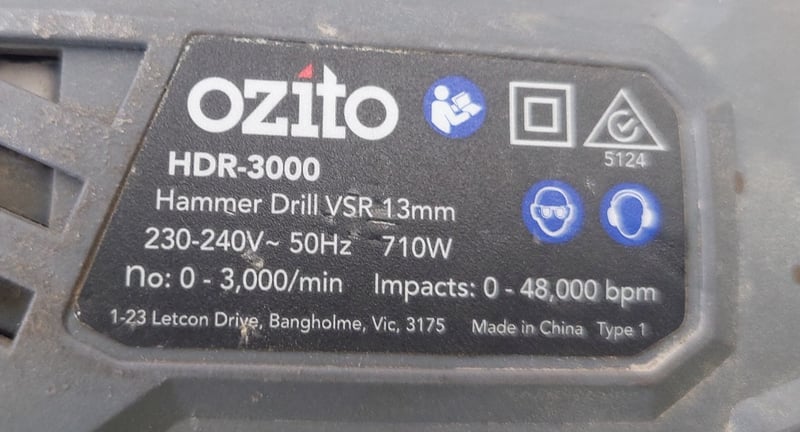 ozito
5124
HDR-3000
Hammer Drill VSR 13mm
230-240V~ 50Hz 710W
no: 0 - 3,000/min Impacts: 0 - 48,000 bpm
1-23 Letcon Drive, Bangholme, Vic, 3175 Made in China Type 1